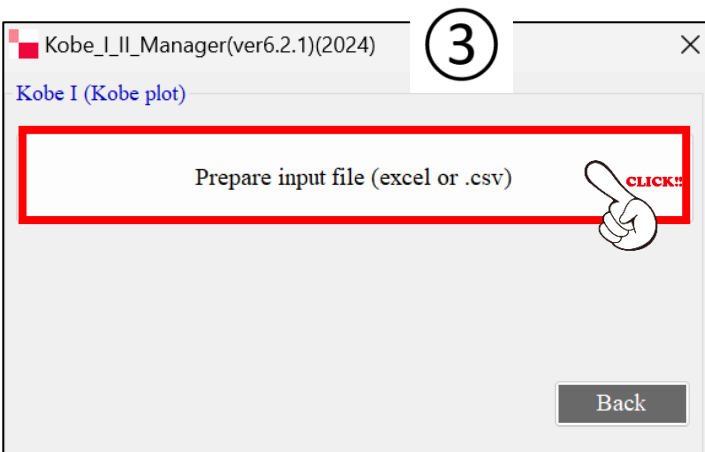 Kobe_I_II_Manager(ver6.2.1)(2024)
③
Kobe I (Kobe plot)
Prepare input file (excel or .csv)
CLICK!!
Back